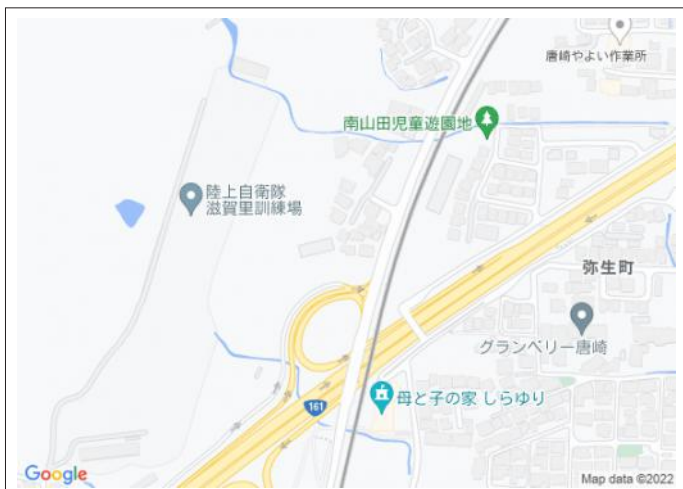 唐崎やよい作業所
南山田児童遊園地
陸上自衛隊
滋賀里訓練場
弥生町
グランベリー唐崎
母と子の家 しらゆり
161
Google
Map data ©2022